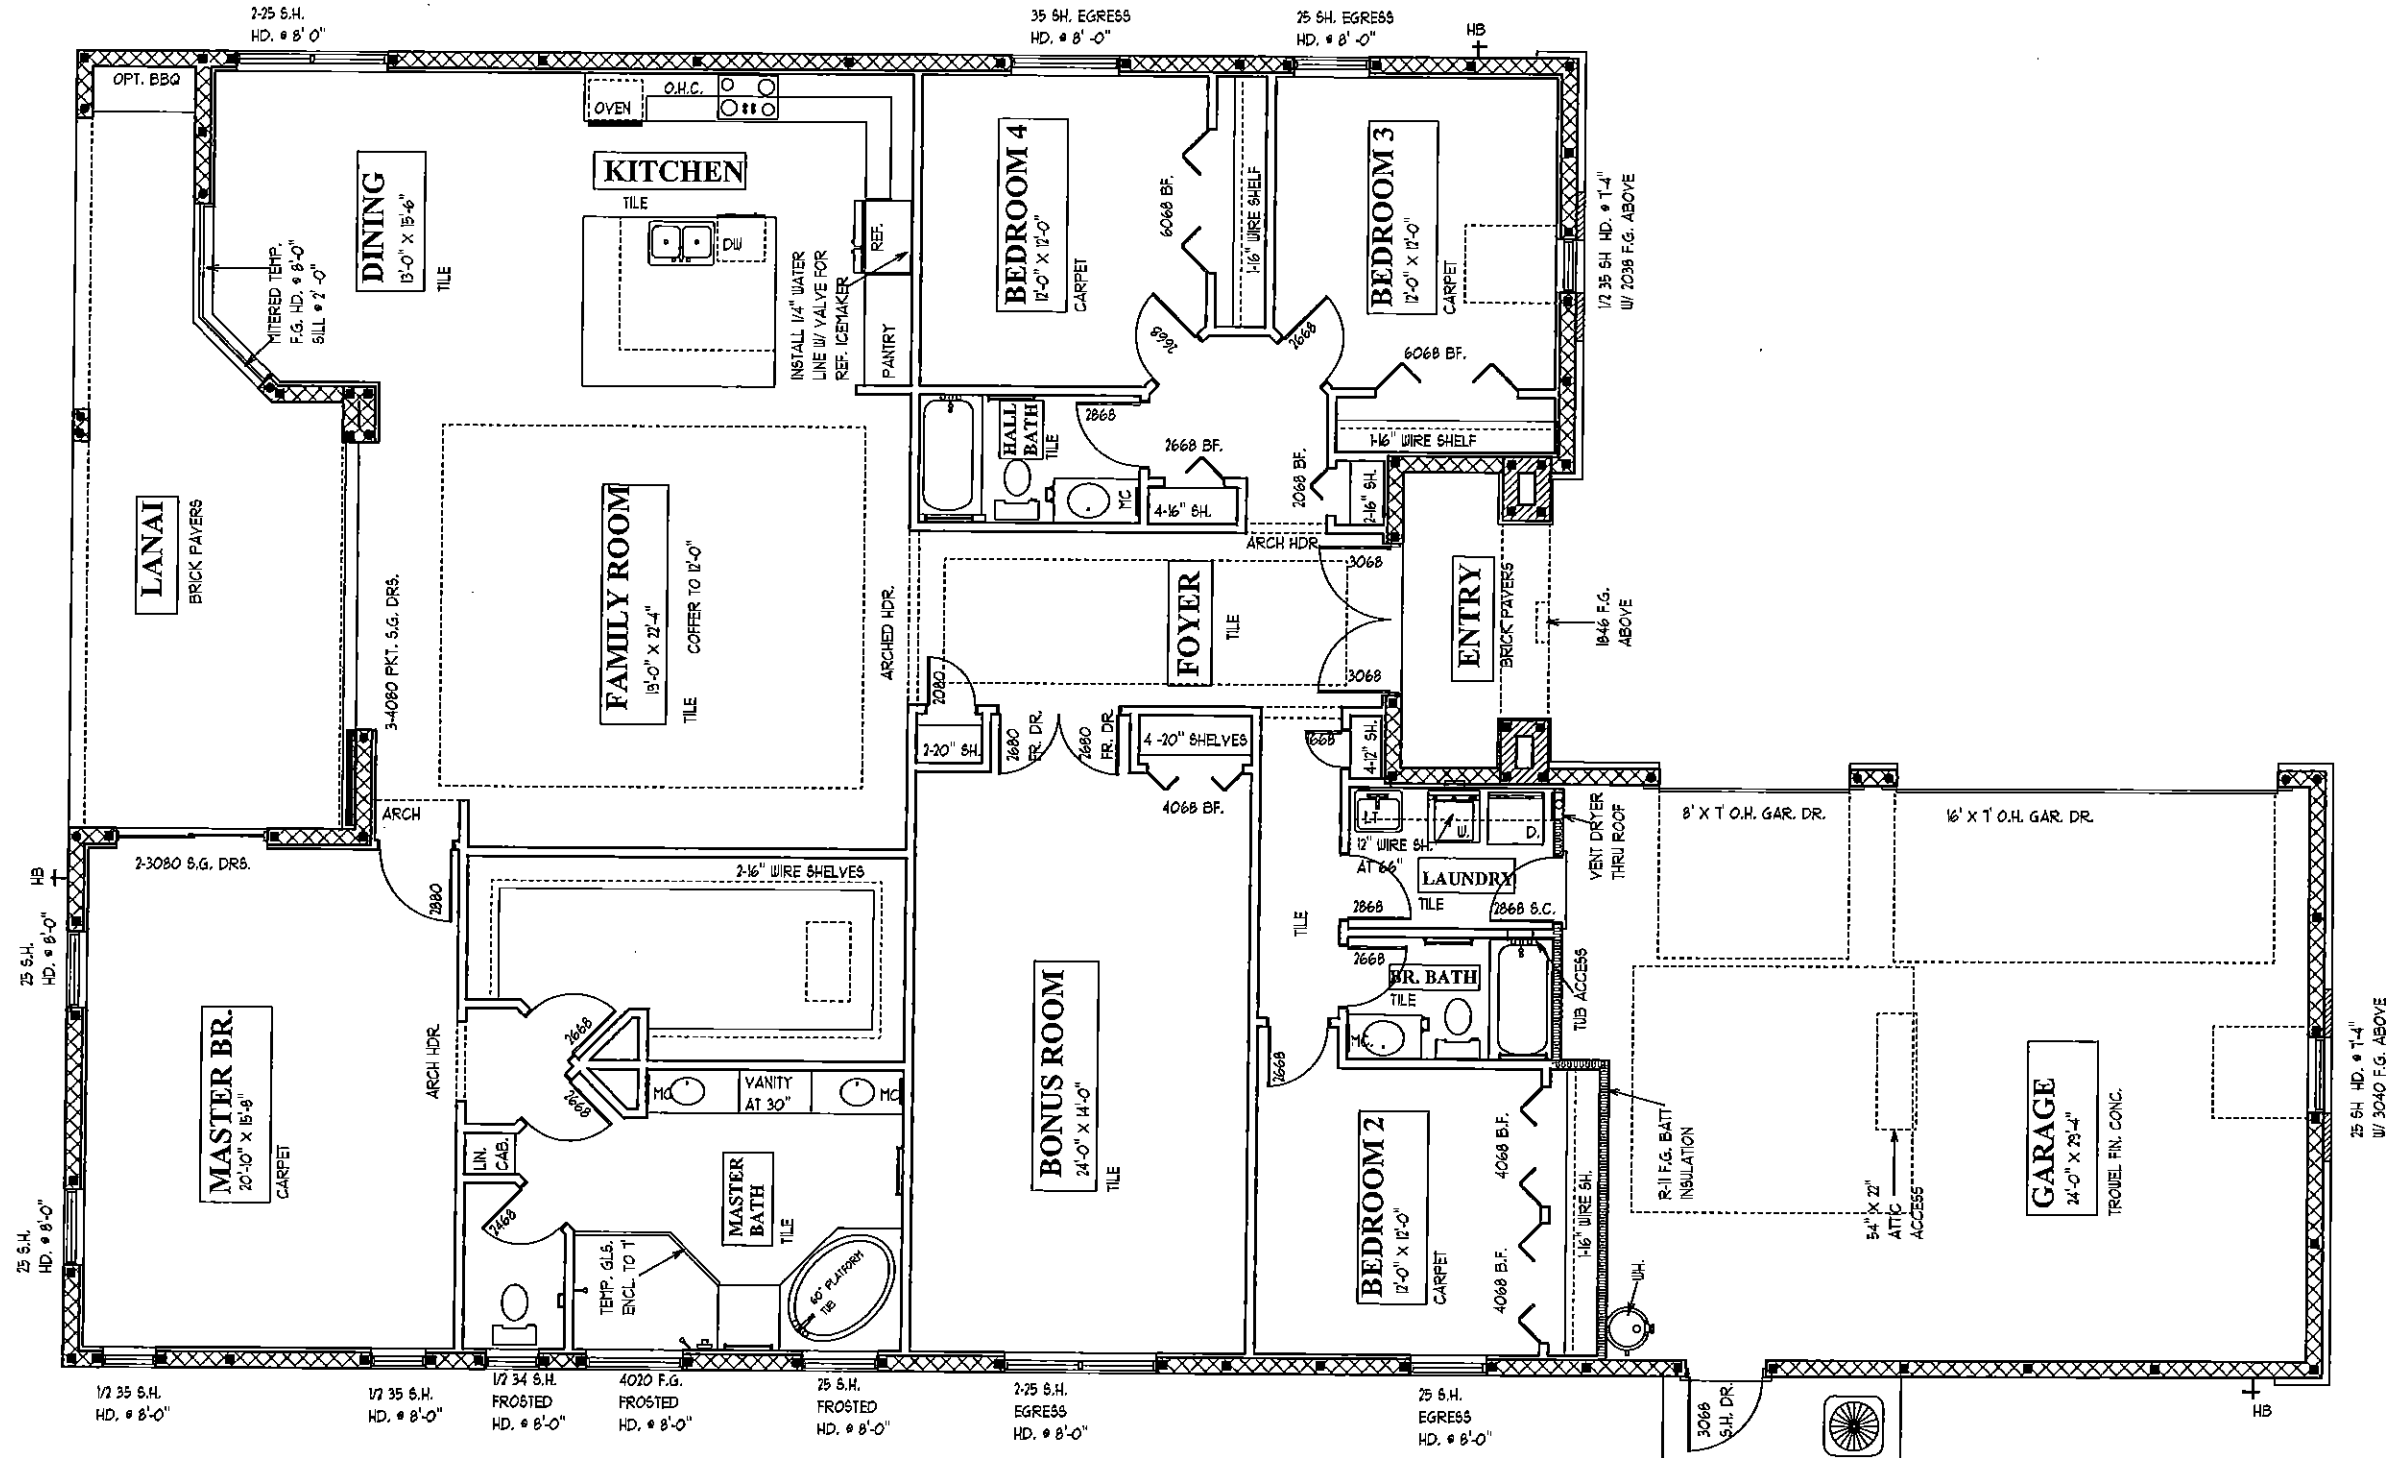 2-25 S.H.
HD. @ 8' 0"
35 SH. EGRESS
HD. @ 8'-0"
25 SH. EGRESS
HD. @ 8'-0"
HB
OPT. BBQ
OVEN
O.H.C.
KITCHEN
TILE
DINING
13'-0" X 15'-6"
TILE
MITERED TEMP.
F.G. HD. @ 8'-0"
SILL @ 2'-0"
DW
REF.
INSTALL 1/4" WATER
LINE W/ VALVE FOR
REF. ICEMAKER
PANTRY
BEDROOM 4
12'-0" X 12'-0"
CARPET
6068 BF.
1-16" WIRE SHELF
2668
BEDROOM 3
12'-0" X 12'-0"
CARPET
2668
6068 BF.
1-16" WIRE SHELF
1/2 35 SH HD. @ 7'-4"
W/ 2038 F.G. ABOVE
HALL
BATH
TILE
2868
MC
2668 BF.
4-16" SH.
2068 BF.
2-16" SH.
ARCH HDR
LANAI
BRICK PAVERS
3-4080 PKT. S.G. DRS.
FAMILY ROOM
19'-0" X 22'-4"
TILE
COFFER TO 12'-0"
ARCHED HDR.
FOYER
TILE
3068
3068
ENTRY
BRICK PAVERS
1846 F.G.
ABOVE
2080
2-20" SH.
2680
FR. DR.
2680
FR. DR.
4 -20" SHELVES
4068 BF.
1668
4-12" SH.
ARCH
2-3080 S.G. DRS.
2880
HB
25 S.H.
HD. @ 8'-0"
2-16" WIRE SHELVES
LT
W.
D.
12" WIRE SH.
AT 66"
LAUNDRY
TILE
2868
2868 S.C.
VENT DRYER
THRU ROOF
8' X 7' O.H. GAR. DR.
16' X 7' O.H. GAR. DR.
TILE
2668
BR. BATH
TILE
MC.
TUB ACCESS
MASTER BR.
20'-10" X 15'-8"
CARPET
ARCH HDR.
2668
2668
MC
VANITY
AT 30"
MC
LIN.
CAB.
2468
MASTER
BATH
TILE
TEMP. GLS.
ENCL. TO 7'
60" PLATFORM
TUB
BONUS ROOM
24'-0" X 14'-0"
TILE
2668
BEDROOM 2
12'-0" X 12'-0"
CARPET
4068 B.F.
4068 B.F.
1-16" WIRE SH.
R-11 F.G. BATT
INSULATION
54" X 22"
ATTIC
ACCESS
GARAGE
24'-0" X 29'-4"
TROWEL FIN. CONC.
25 SH HD. @ 7'-4"
W/ 3040 F.G. ABOVE
WH.
25 S.H.
HD. @ 8'-0"
1/2 35 S.H.
HD. @ 8'-0"
1/2 35 S.H.
HD. @ 8'-0"
1/2 34 S.H.
FROSTED
HD. @ 8'-0"
4020 F.G.
FROSTED
HD. @ 8'-0"
25 S.H.
FROSTED
HD. @ 8'-0"
2-25 S.H.
EGRESS
HD. @ 8'-0"
25 S.H.
EGRESS
HD. @ 8'-0"
3068
S.H. DR.
HB